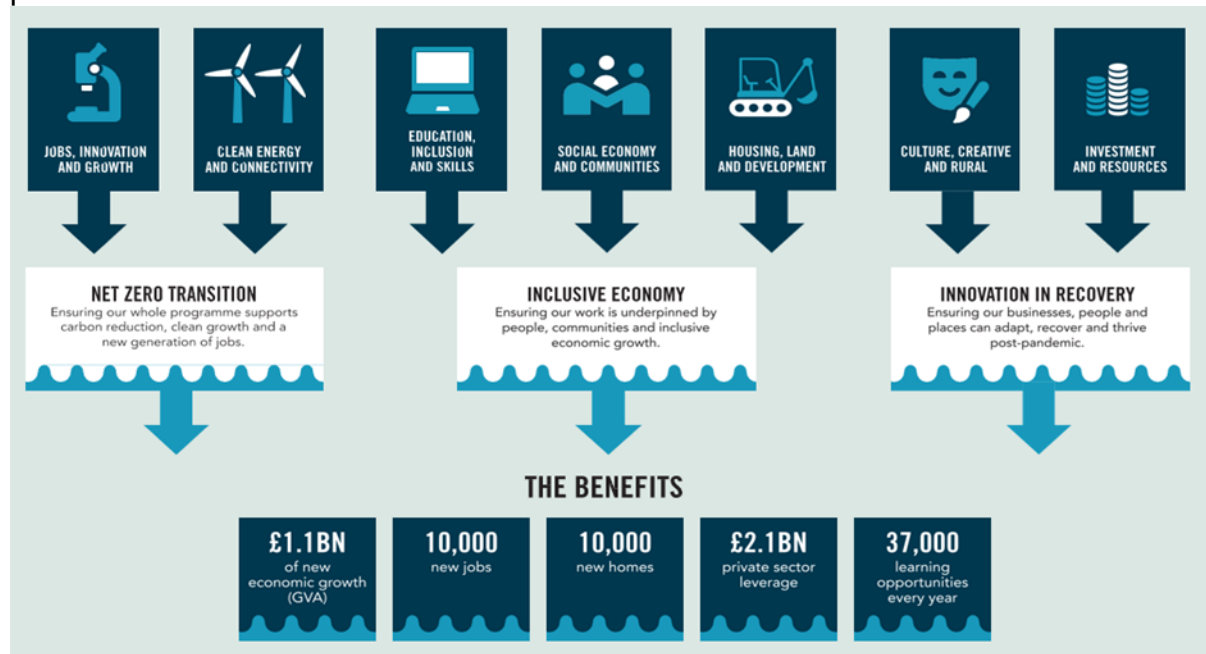 JOBS, INNOVATION
AND GROWTH
CLEAN ENERGY
AND CONNECTIVITY
EDUCATION,
INCLUSION
AND SKILLS
SOCIAL ECONOMY
AND COMMUNITIES
HOUSING, LAND
AND DEVELOPMENT
CULTURE, CREATIVE
AND RURAL
INVESTMENT
AND RESOURCES
NET ZERO TRANSITION
Ensuring our whole programme supports
carbon reduction, clean growth and a
new generation of jobs.
INCLUSIVE ECONOMY
Ensuring our work is underpinned by
people, communities and inclusive
economic growth.
INNOVATION IN RECOVERY
Ensuring our businesses, people and
places can adapt, recover and thrive
post-pandemic.
THE BENEFITS
£1.1BN
of new
economic growth
(GVA)
10,000
new jobs
10,000
new homes
£2.1BN
private sector
leverage
37,000
learning
opportunities
every year